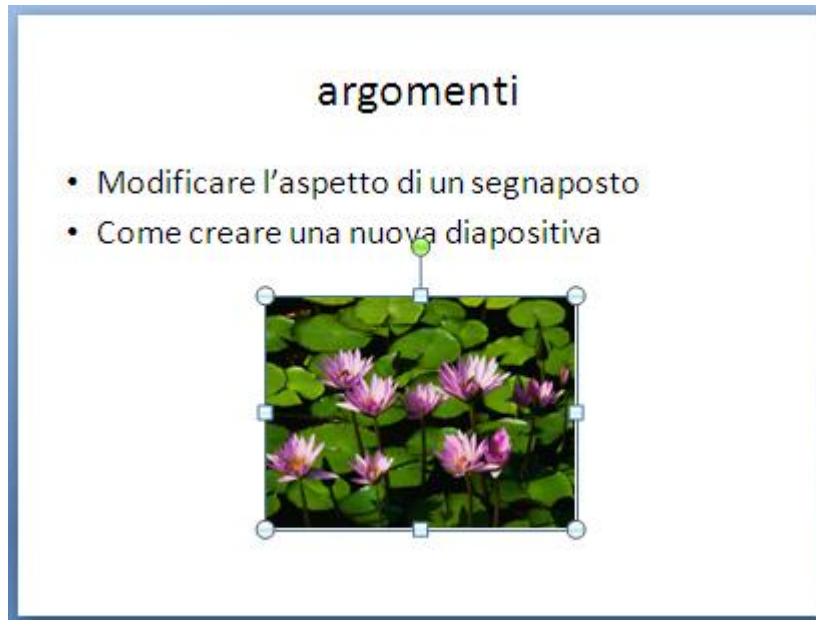 argomenti
• Modificare l'aspetto di un segnaposto
• Come creare una nuova diapositiva